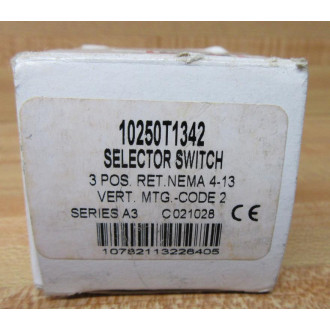 10250T1342
SELECTOR SWITCH
3 POS. RET.NEMA 4-13
VERT. MTG.-CODE 2
SERIES A3 C021028 CE
10782113226405